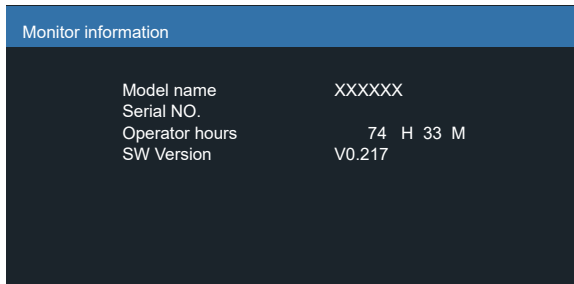 Monitor information
Model name XXXXXX
Serial NO.
Operator hours 74 H 33 M
SW Version V0.217